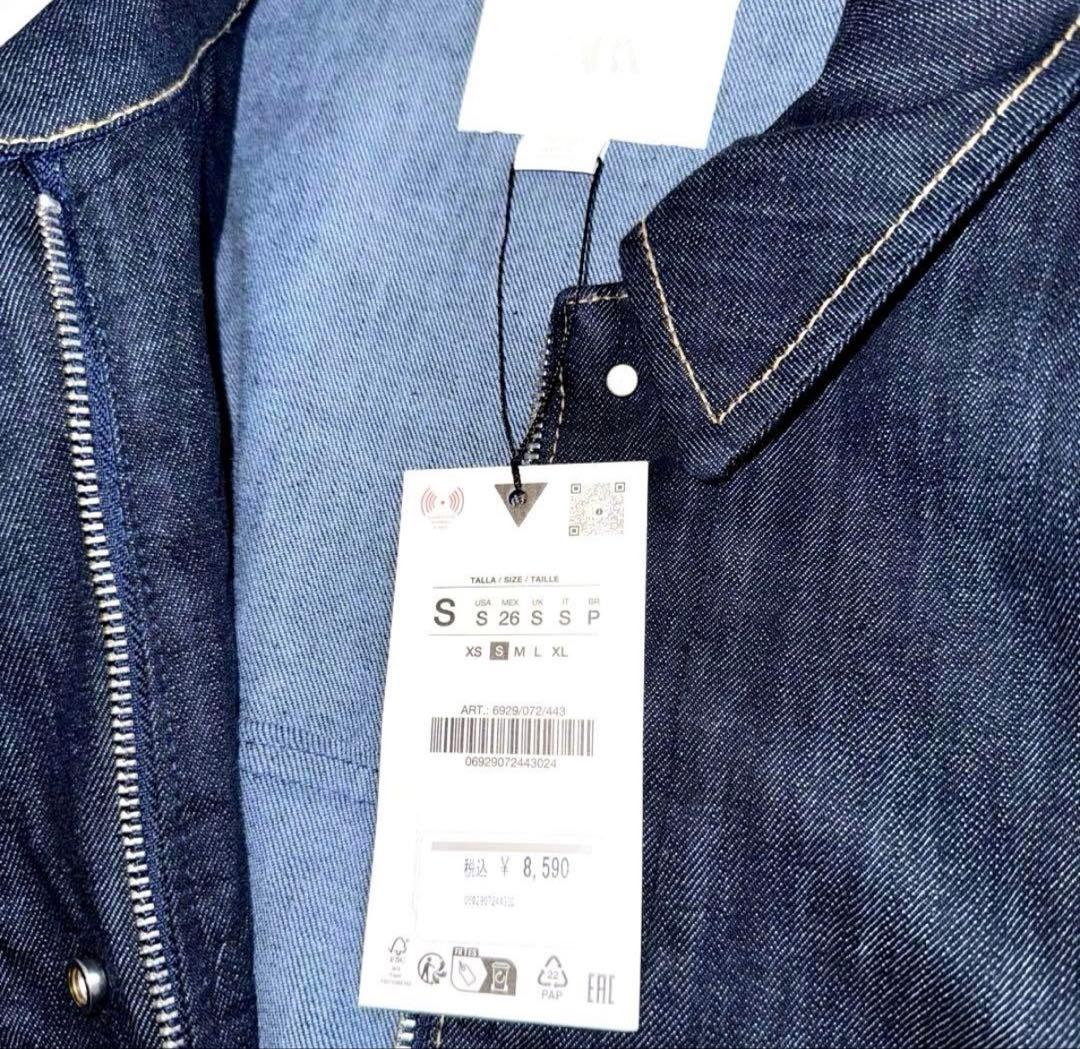 TALLA / SIZE / TAILLE
USA MEX UK IT BR
S S 26 S S P
XS S M L XL
ART.: 6929/072/443
06929072443024
税込 ¥ 8,590
FSC
22
PAP
EAC